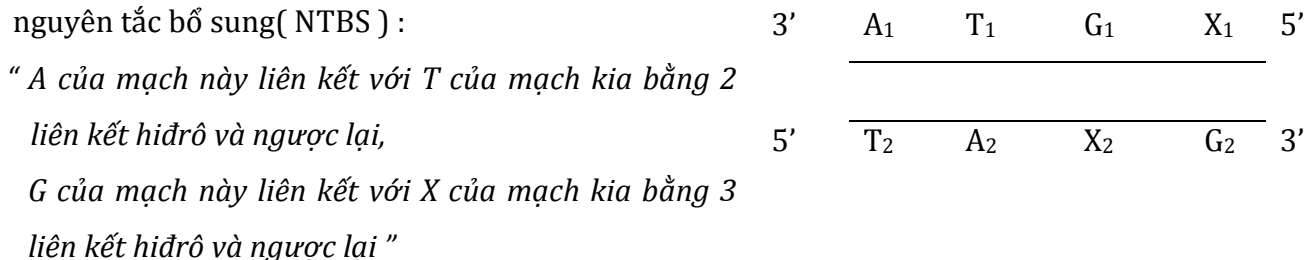 nguyên tắc bổ sung( NTBS ) :
“ A của mạch này liên kết với T của mạch kia bằng 2
liên kết hiđrô và ngược lại,
G của mạch này liên kết với X của mạch kia bằng 3
liên kết hiđrô và ngược lại ”
3’ A1 T1 G1 X1 5’
5’ T2 A2 X2 G2 3’